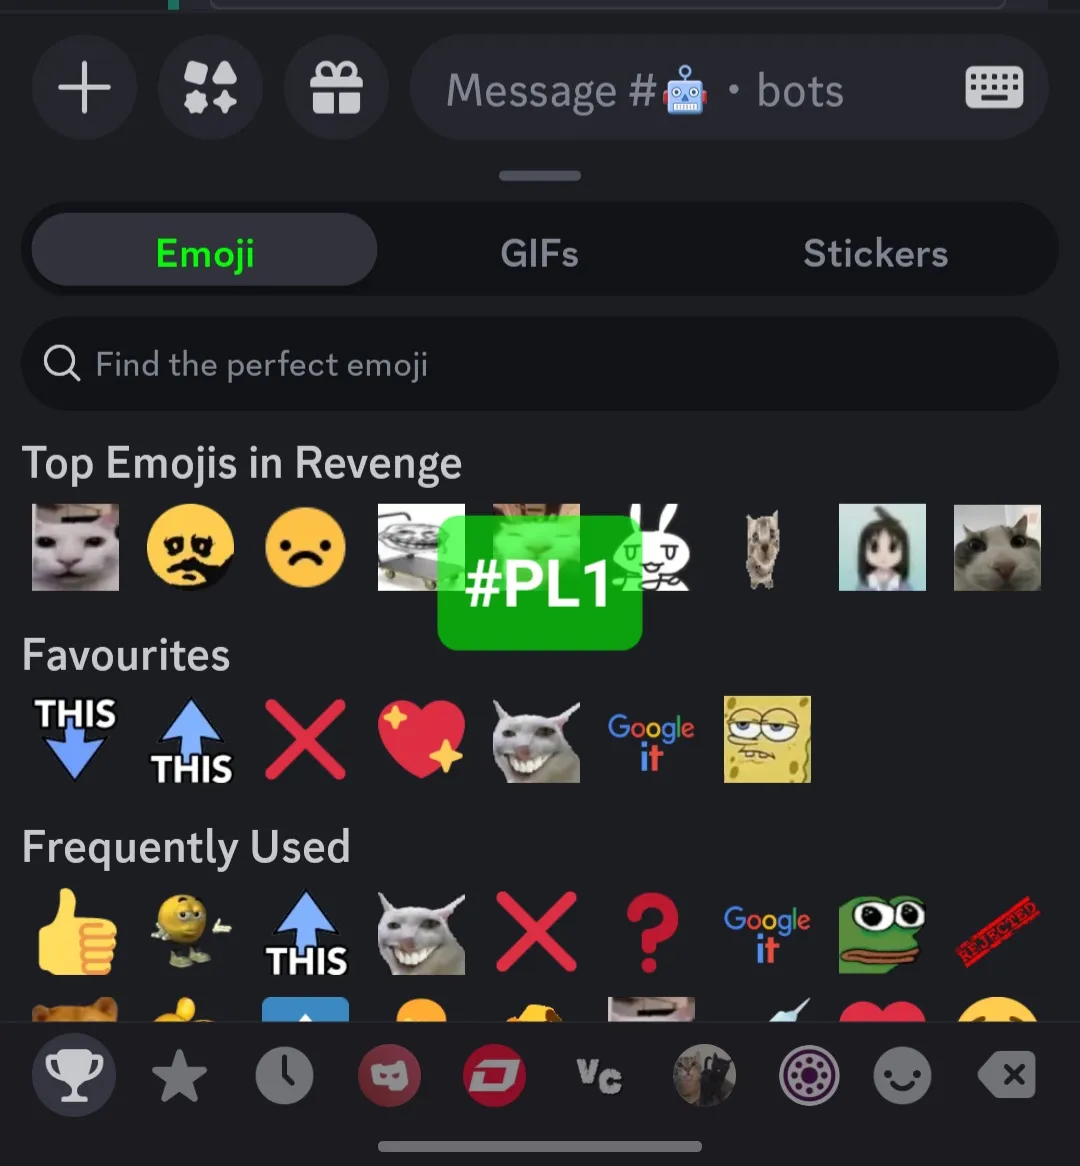 Message #🤖・bots
Emoji
GIFs
Stickers
Find the perfect emoji
Top Emojis in Revenge
#PL1
Favourites
THIS
THIS
Google
it
Frequently Used
THIS
Google
it
REJECTED
VC